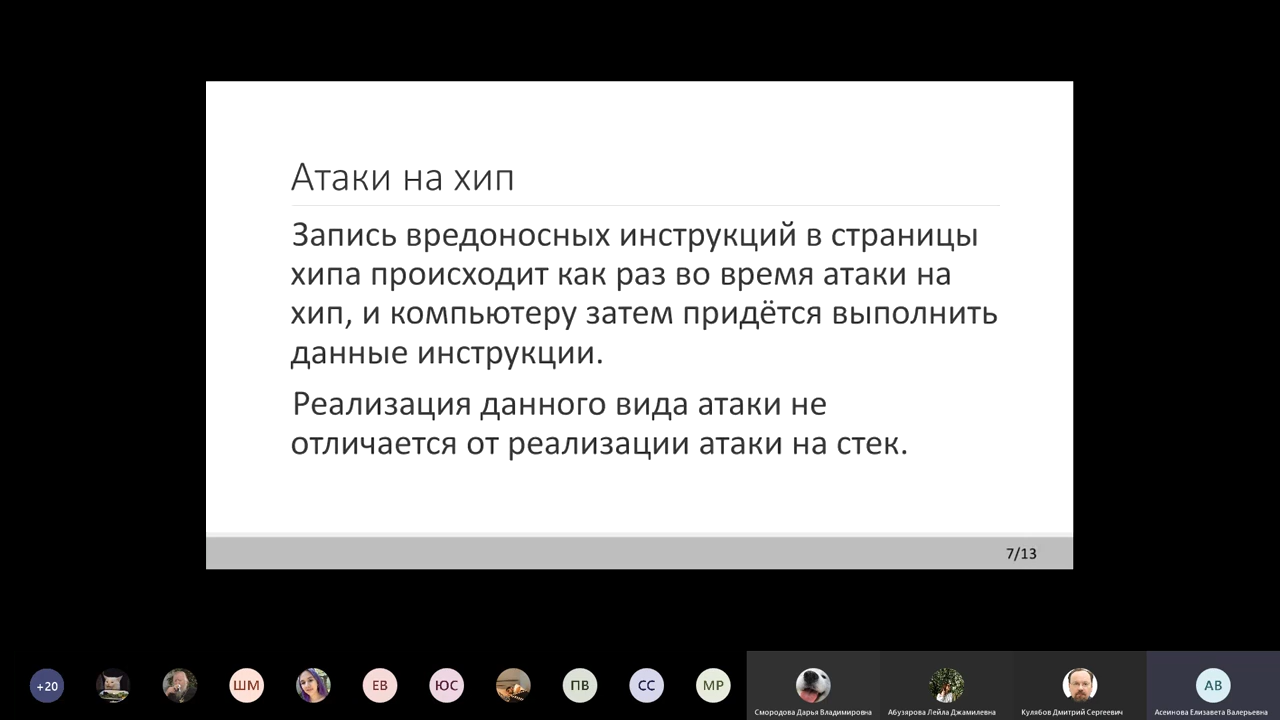 Атаки на хип
Запись вредоносных инструкций в страницы
хипа происходит как раз во время атаки на
хип, и компьютеру затем придётся выполнить
данные инструкции.
Реализация данного вида атаки не
отличается от реализации атаки на стек.
7/13
+20
ШМ
ЕВ
ЮС
ПВ
СС
МР
АВ
Смородова Дарья Владимировна
Абузярова Лейла Джамилевна
Кулябов Дмитрий Сергеевич
Асеинова Елизавета Валерьевна